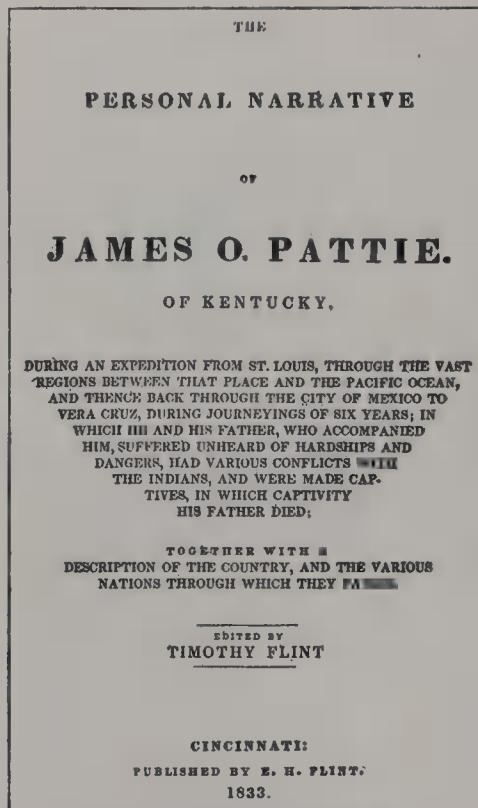 THE
PERSONAL NARRATIVE
OF
JAMES O. PATTIE.
OF KENTUCKY,
DURING AN EXPEDITION FROM ST. LOUIS, THROUGH THE VAST
REGIONS BETWEEN THAT PLACE AND THE PACIFIC OCEAN,
AND THENCE BACK THROUGH THE CITY OF MEXICO TO
VERA CRUZ, DURING JOURNEYINGS OF SIX YEARS; IN
WHICH AND HIS FATHER, WHO ACCOMPANIED
HIM, SUFFERED UNHEARD OF HARDSHIPS AND
DANGERS, HAD VARIOUS CONFLICTS
THE INDIANS, AND WERE MADE CAP-
TIVES, IN WHICH CAPTIVITY
HIS FATHER DIED;
TOGETHER WITH
DESCRIPTION OF THE COUNTRY, AND THE VARIOUS
NATIONS THROUGH WHICH THEY
EDITED BY
TIMOTHY FLINT
CINCINNATI:
PUBLISHED BY E. H. FLINT.
1833.